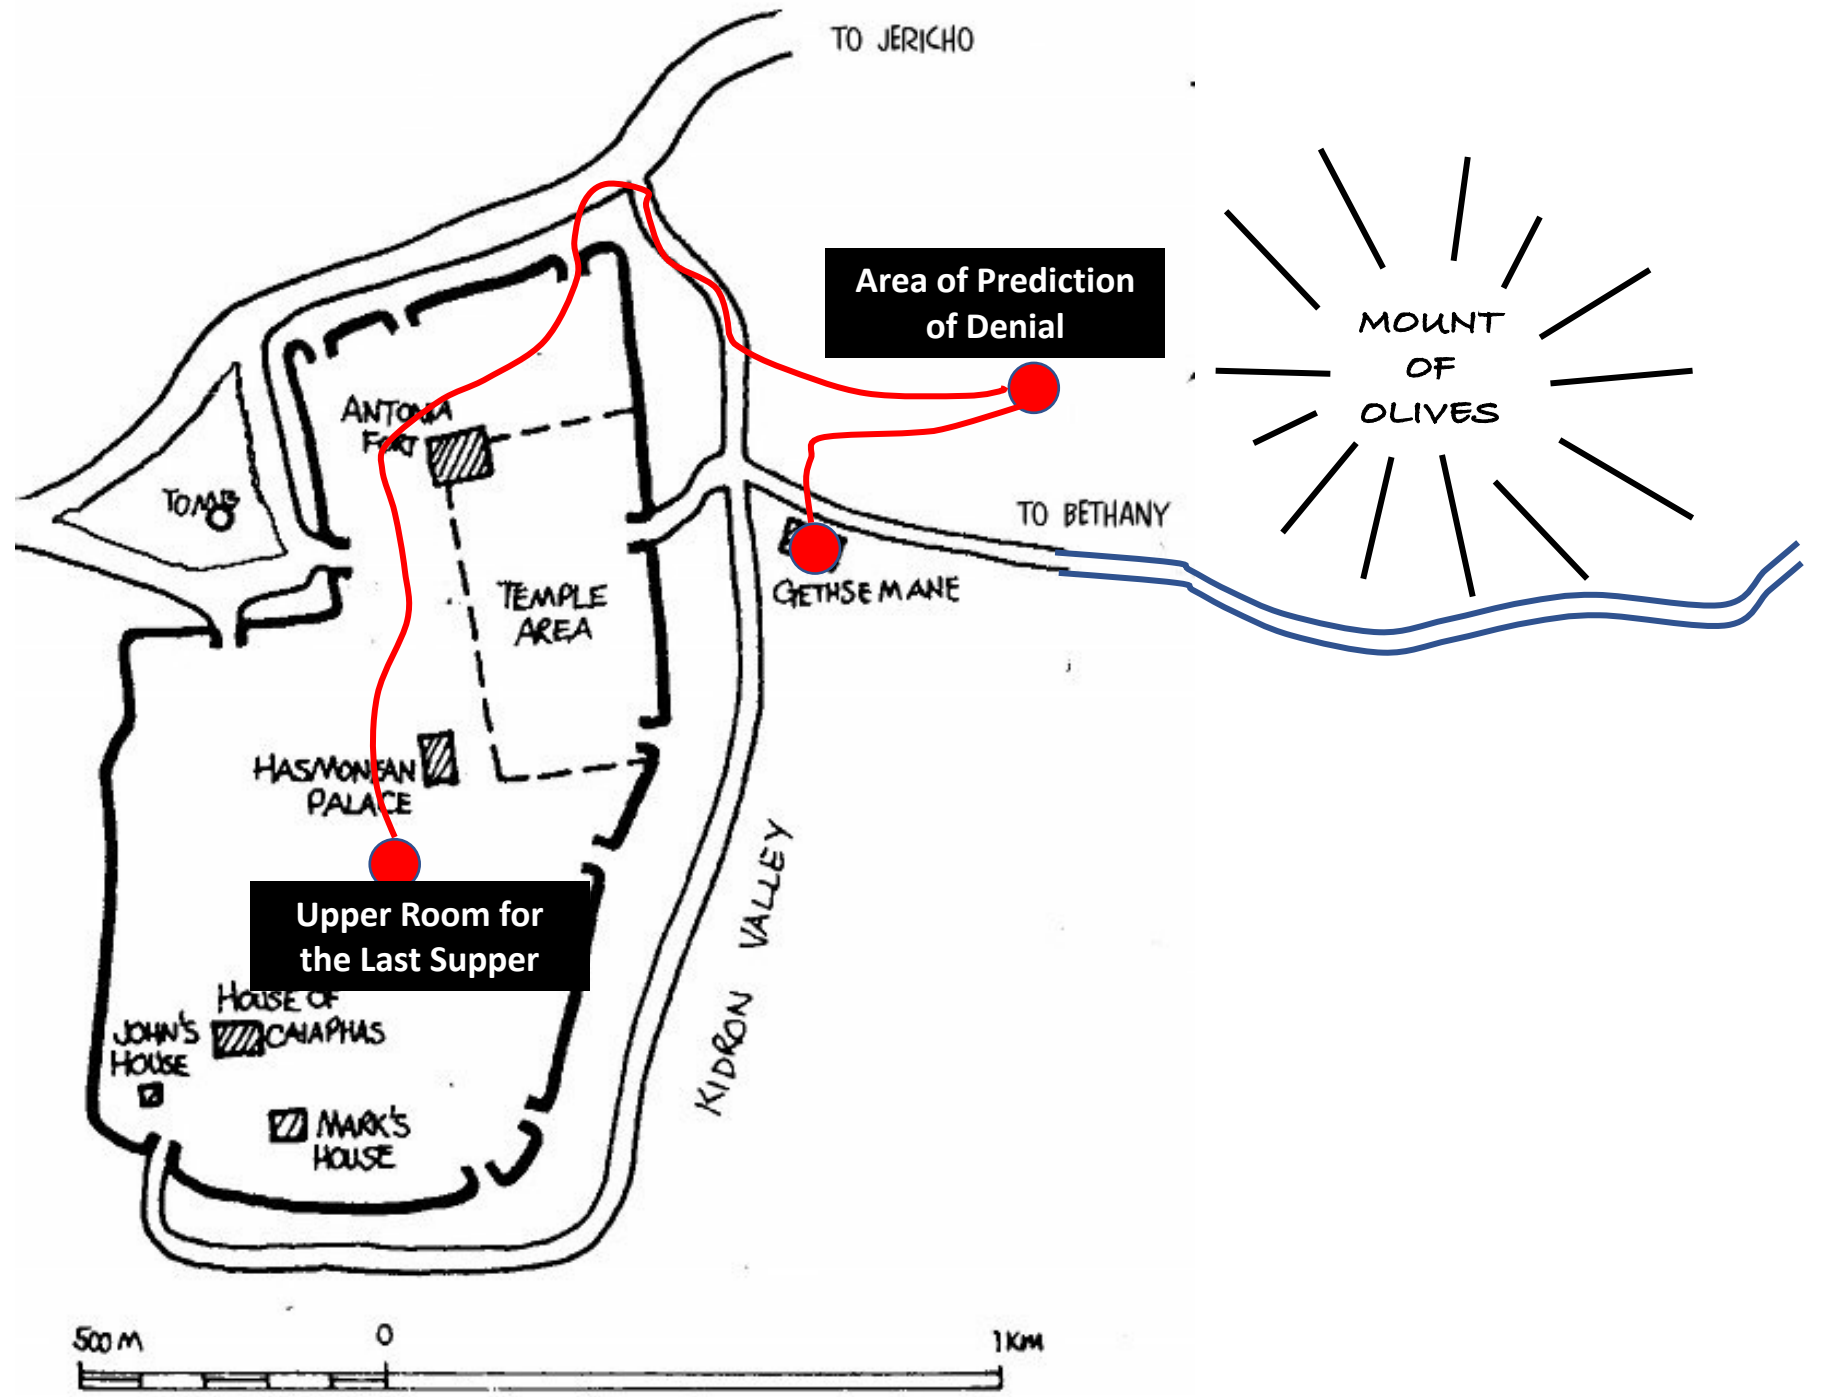 TO JERICHO
Area of Prediction
of Denial
MOUNT
OF
OLIVES
ANTONIA
FORT
TOMB
TO BETHANY
GETHSEMANE
TEMPLE
AREA
HASMONEAN
PALACE
Upper Room for
the Last Supper
KIDRON VALLEY
HOUSE OF
CAIAPHAS
JOHN'S
HOUSE
MARK'S
HOUSE
500 M 0 1 KM